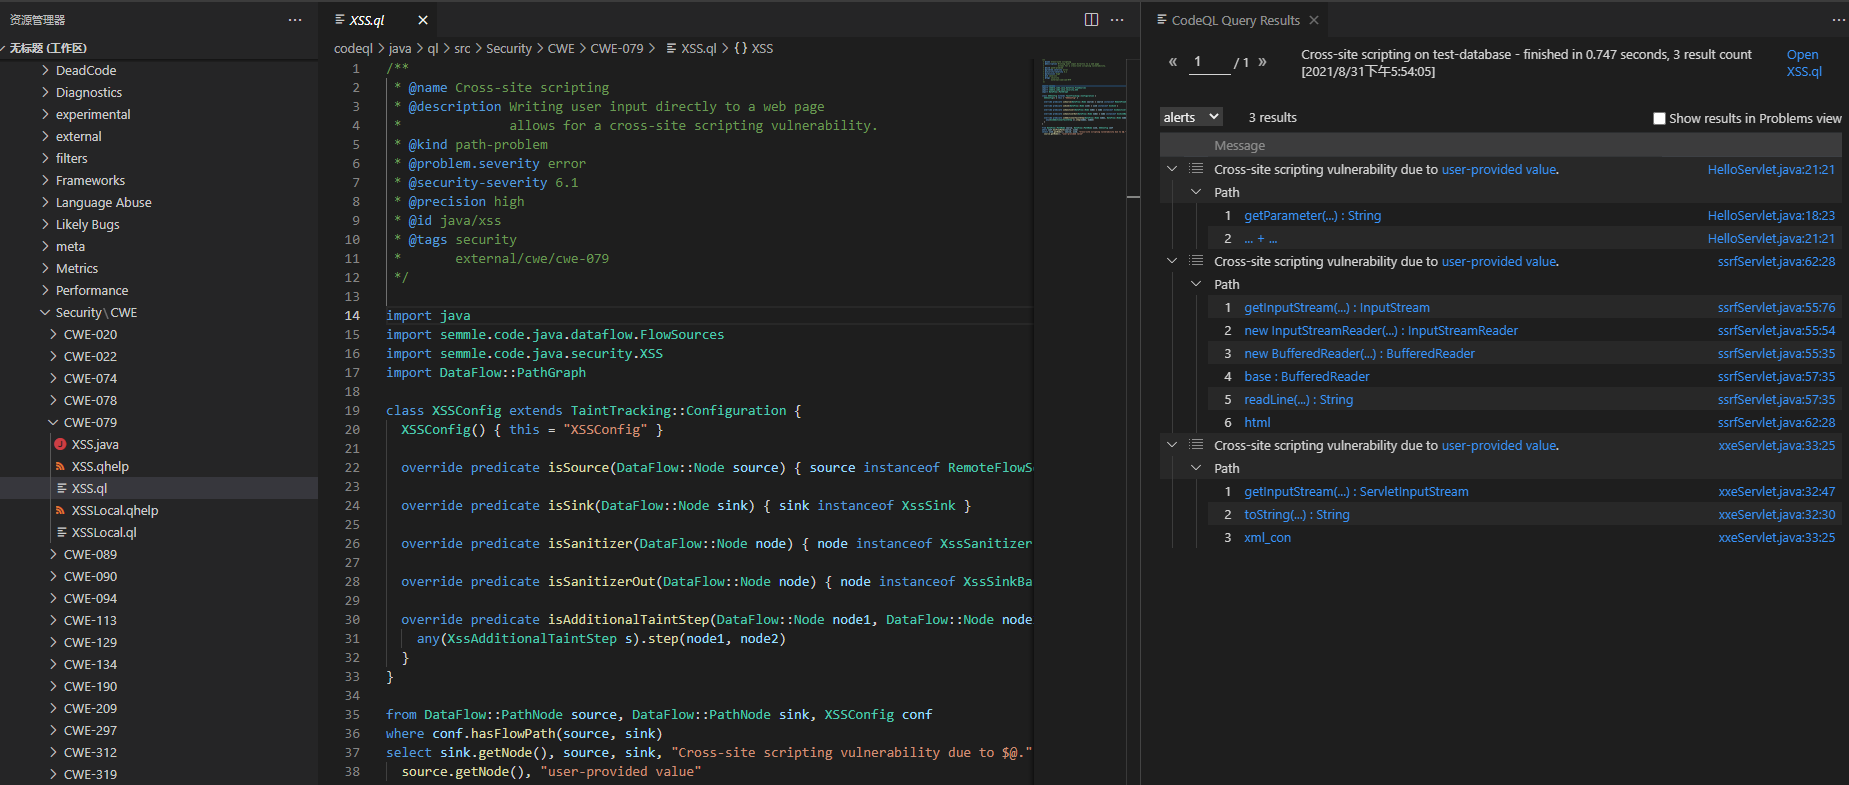 资源管理器
无标题 (工作区)
DeadCode
Diagnostics
experimental
external
filters
Frameworks
Language Abuse
Likely Bugs
meta
Metrics
Performance
Security\CWE
CWE-020
CWE-022
CWE-074
CWE-078
CWE-079
XSS.java
XSS.qhelp
XSS.ql
XSSLocal.qhelp
XSSLocal.ql
CWE-089
CWE-090
CWE-094
CWE-113
CWE-129
CWE-134
CWE-190
CWE-209
CWE-297
CWE-312
CWE-319
XSS.ql
codeql > java > ql > src > Security > CWE > CWE-079 > XSS.ql > {} XSS
1 /**
2 * @name Cross-site scripting
3 * @description Writing user input directly to a web page
4 * allows for a cross-site scripting vulnerability.
5 * @kind path-problem
6 * @problem.severity error
7 * @security-severity 6.1
8 * @precision high
9 * @id java/xss
10 * @tags security
11 * external/cwe/cwe-079
12 */
13
14 import java
15 import semmle.code.java.dataflow.FlowSources
16 import semmle.code.java.security.XSS
17 import DataFlow::PathGraph
18
19 class XSSConfig extends TaintTracking::Configuration {
20 XSSConfig() { this = "XSSConfig" }
21
22 override predicate isSource(DataFlow::Node source) { source instanceof RemoteFlowS
23
24 override predicate isSink(DataFlow::Node sink) { sink instanceof XssSink }
25
26 override predicate isSanitizer(DataFlow::Node node) { node instanceof XssSanitizer
27
28 override predicate isSanitizerOut(DataFlow::Node node) { node instanceof XssSinkBa
29
30 override predicate isAdditionalTaintStep(DataFlow::Node node1, DataFlow::Node node
31 any(XssAdditionalTaintStep s).step(node1, node2)
32 }
33 }
34
35 from DataFlow::PathNode source, DataFlow::PathNode sink, XSSConfig conf
36 where conf.hasFlowPath(source, sink)
37 select sink.getNode(), source, sink, "Cross-site scripting vulnerability due to $@."
38 source.getNode(), "user-provided value"
CodeQL Query Results
« 1 / 1 »
Cross-site scripting on test-database - finished in 0.747 seconds, 3 result count
[2021/8/31下午5:54:05]
Open
XSS.ql
alerts 3 results Show results in Problems view
Message
Cross-site scripting vulnerability due to user-provided value. HelloServlet.java:21:21
Path
1 getParameter(...) : String HelloServlet.java:18:23
2 ... + ... HelloServlet.java:21:21
Cross-site scripting vulnerability due to user-provided value. ssrfServlet.java:62:28
Path
1 getInputStream(...) : InputStream ssrfServlet.java:55:76
2 new InputStreamReader(...) : InputStreamReader ssrfServlet.java:55:54
3 new BufferedReader(...) : BufferedReader ssrfServlet.java:55:35
4 base : BufferedReader ssrfServlet.java:57:35
5 readLine(...) : String ssrfServlet.java:57:35
6 html ssrfServlet.java:62:28
Cross-site scripting vulnerability due to user-provided value. xxeServlet.java:33:25
Path
1 getInputStream(...) : ServletInputStream xxeServlet.java:32:47
2 toString(...) : String xxeServlet.java:32:30
3 xml_con xxeServlet.java:33:25